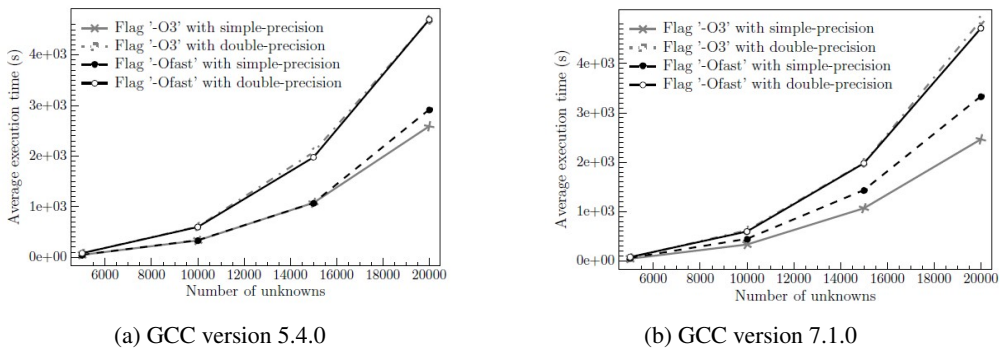 Flag '-O3' with simple-precision
Flag '-O3' with double-precision
Flag '-Ofast' with simple-precision
Flag '-Ofast' with double-precision
Average execution time (s)
4e+03
3e+03
2e+03
1e+03
0e+00
6000 8000 10000 12000 14000 16000 18000 20000
Number of unknowns
(a) GCC version 5.4.0
Flag '-O3' with simple-precision
Flag '-O3' with double-precision
Flag '-Ofast' with simple-precision
Flag '-Ofast' with double-precision
Average execution time (s)
4e+03
3e+03
2e+03
1e+03
0e+00
6000 8000 10000 12000 14000 16000 18000 20000
Number of unknowns
(b) GCC version 7.1.0